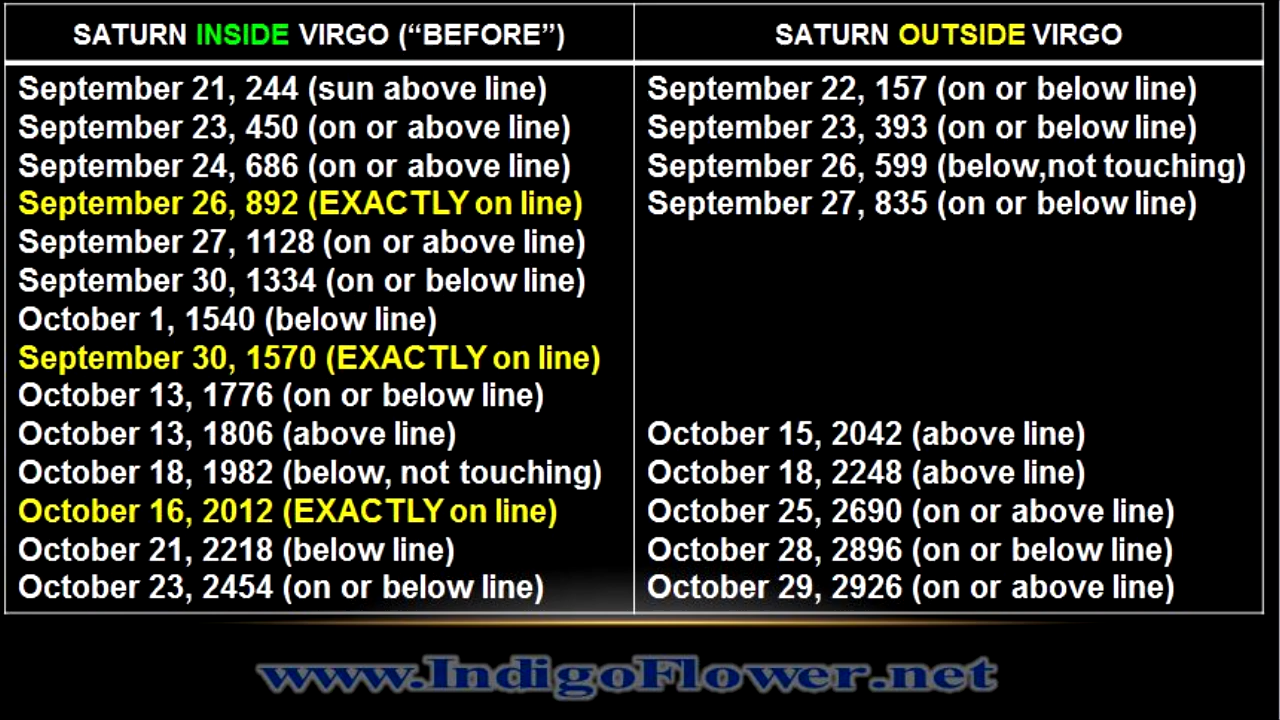 SATURN INSIDE VIRGO (“BEFORE”)
September 21, 244 (sun above line)
September 23, 450 (on or above line)
September 24, 686 (on or above line)
September 26, 892 (EXACTLY on line)
September 27, 1128 (on or above line)
September 30, 1334 (on or below line)
October 1, 1540 (below line)
September 30, 1570 (EXACTLY on line)
October 13, 1776 (on or below line)
October 13, 1806 (above line)
October 18, 1982 (below, not touching)
October 16, 2012 (EXACTLY on line)
October 21, 2218 (below line)
October 23, 2454 (on or below line)
SATURN OUTSIDE VIRGO
September 22, 157 (on or below line)
September 23, 393 (on or below line)
September 26, 599 (below,not touching)
September 27, 835 (on or below line)
October 15, 2042 (above line)
October 18, 2248 (above line)
October 25, 2690 (on or above line)
October 28, 2896 (on or below line)
October 29, 2926 (on or above line)
www.IndigoFlower.net